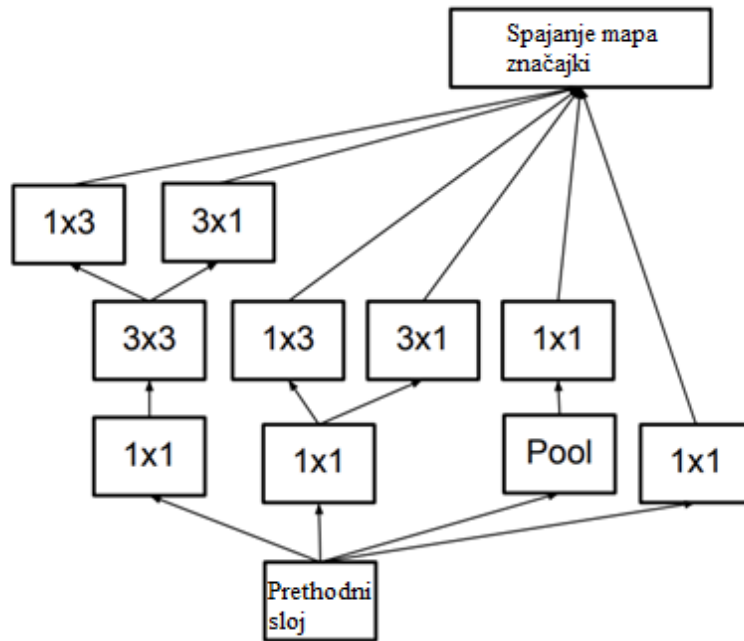 Spajanje mapa
značajki
1x3
3x1
3x3
1x3
3x1
1x1
1x1
1x1
Pool
1x1
Prethodni
sloj